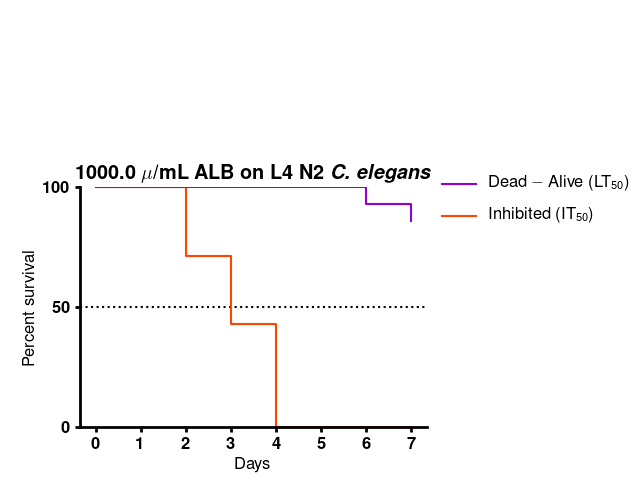 1000.0 μ/mL ALB on L4 N2 C. elegans
Dead − Alive (LT₅₀)
Inhibited (IT₅₀)
Percent survival
100
50
0
0 1 2 3 4 5 6 7
Days